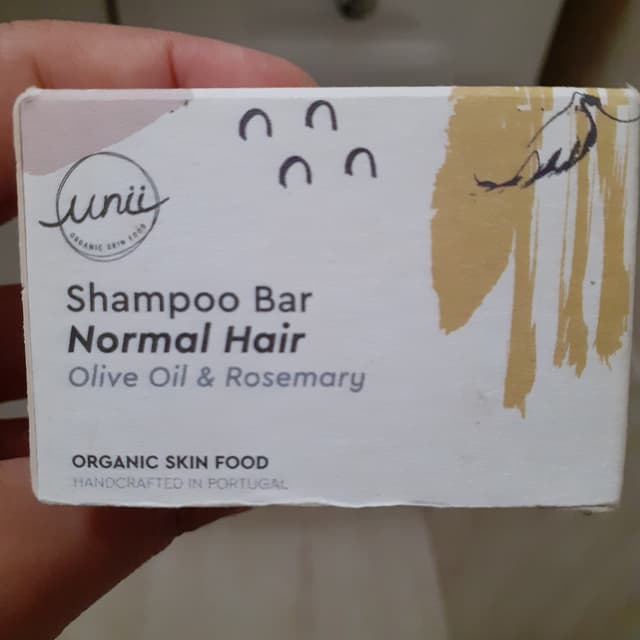 unii
ORGANIC SKIN FOOD
Shampoo Bar
Normal Hair
Olive Oil & Rosemary
ORGANIC SKIN FOOD
HANDCRAFTED IN PORTUGAL